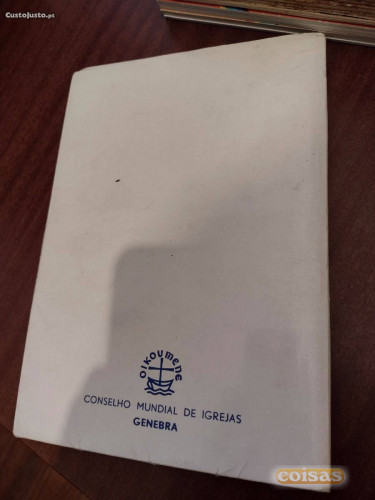 CustoJusto.pt
OIKOUMENE
CONSELHO MUNDIAL DE IGREJAS
GENEBRA
coisas